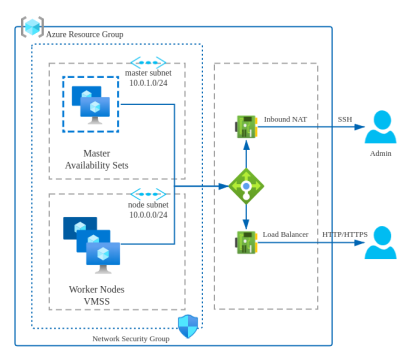 Azure Resource Group
master subnet
10.0.1.0/24
Master
Availability Sets
node subnet
10.0.0.0/24
Worker Nodes
VMSS
Network Security Group
Inbound NAT
SSH
Admin
Load Balancer
HTTP/HTTPS